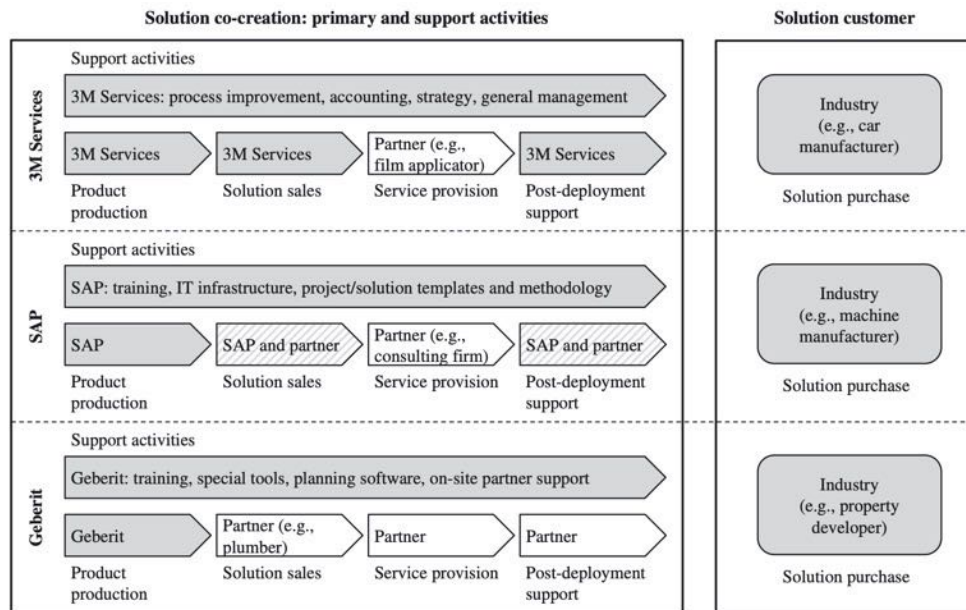 Solution co-creation: primary and support activities
Solution customer
3M Services
Support activities
3M Services: process improvement, accounting, strategy, general management
3M Services
3M Services
Partner (e.g.,
film applicator)
3M Services
Product
production
Solution sales
Service provision
Post-deployment
support
Industry
(e.g., car
manufacturer)
Solution purchase
SAP
Support activities
SAP: training, IT infrastructure, project/solution templates and methodology
SAP
SAP and partner
Partner (e.g.,
consulting firm)
SAP and partner
Product
production
Solution sales
Service provision
Post-deployment
support
Industry
(e.g., machine
manufacturer)
Solution purchase
Geberit
Support activities
Geberit: training, special tools, planning software, on-site partner support
Geberit
Partner (e.g.,
plumber)
Partner
Partner
Product
production
Solution sales
Service provision
Post-deployment
support
Industry
(e.g., property
developer)
Solution purchase